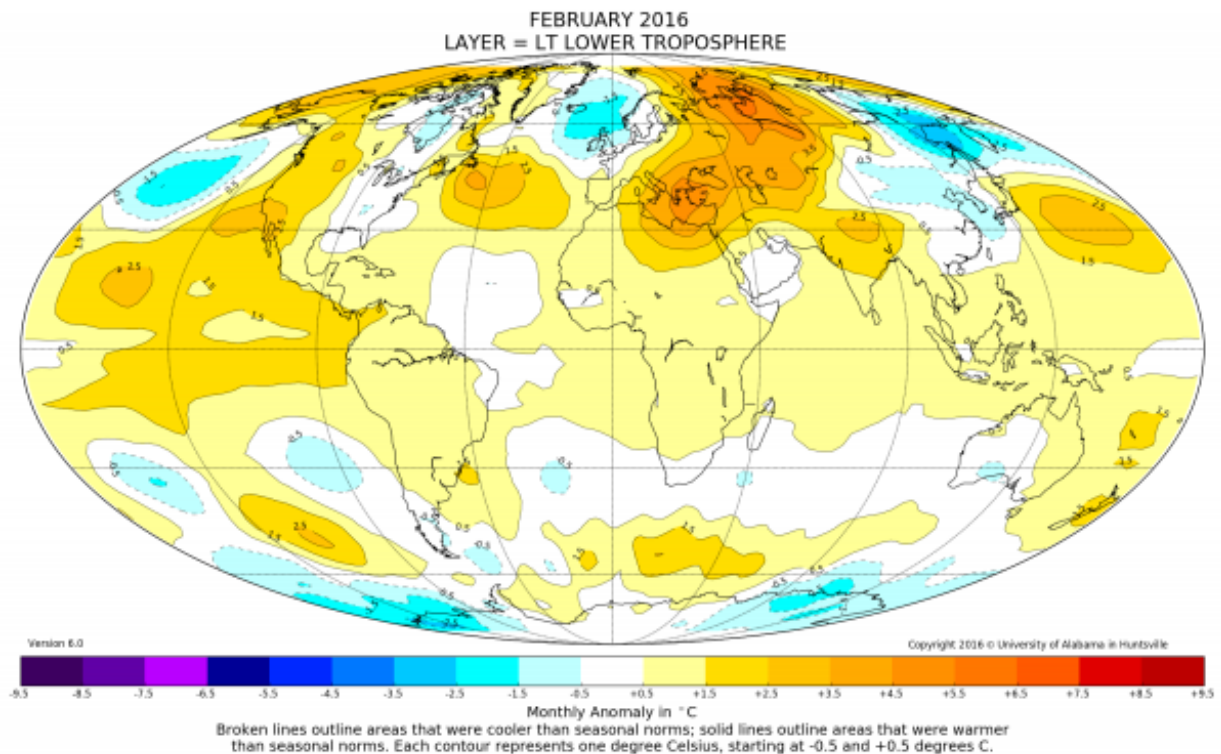 FEBRUARY 2016
LAYER = LT LOWER TROPOSPHERE
Version 6.0
Copyright 2016 © University of Alabama in Huntsville
-9.5 -8.5 -7.5 -6.5 -5.5 -4.5 -3.5 -2.5 -1.5 -0.5 +0.5 +1.5 +2.5 +3.5 +4.5 +5.5 +6.5 +7.5 +8.5 +9.5
Monthly Anomaly in °C
Broken lines outline areas that were cooler than seasonal norms; solid lines outline areas that were warmer
than seasonal norms. Each contour represents one degree Celsius, starting at -0.5 and +0.5 degrees C.